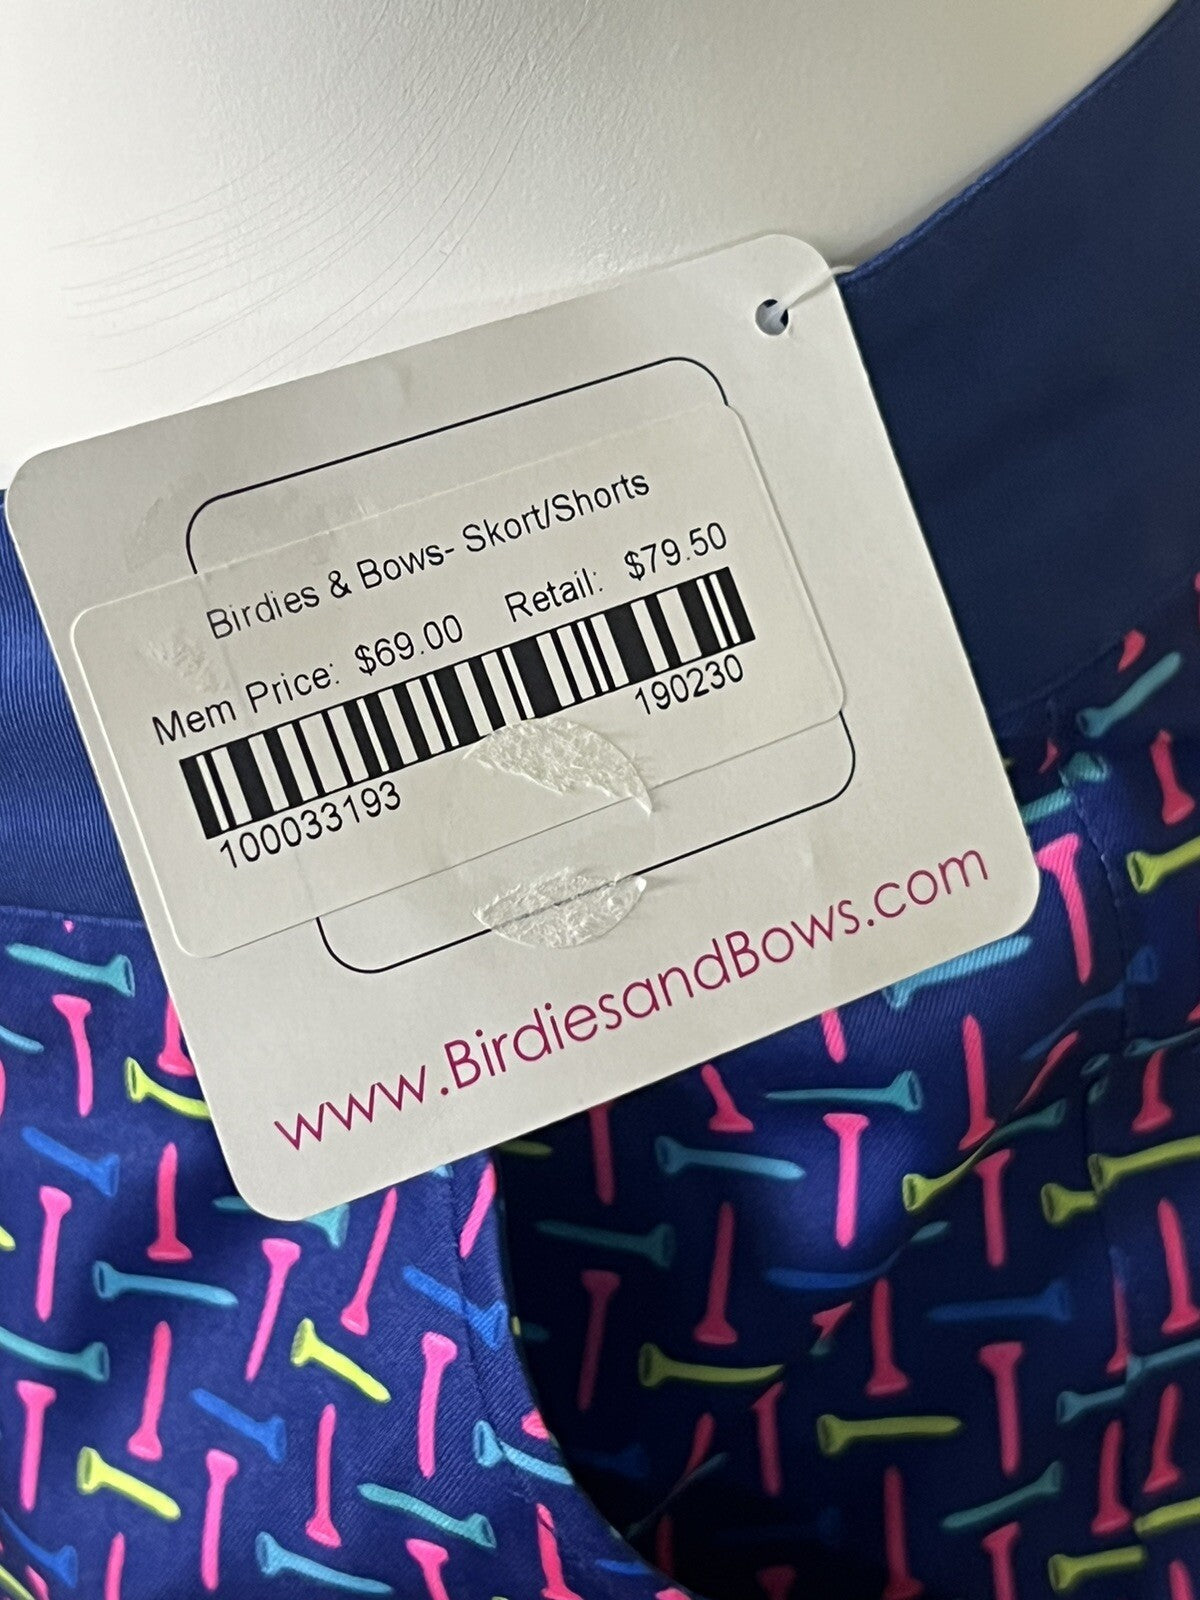 Birdies & Bows- Skort/Shorts
Mem Price: $69.00 Retail: $79.50
100033193 190230
www.BirdiesandBows.com